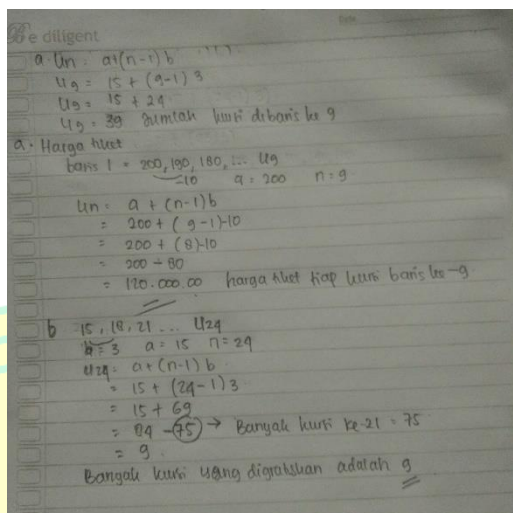 Be diligent
Date
a. Un = a+(n-1)b
U9 = 15 + (9-1) 3
U9 = 15 + 24
U9 = 39 Jumlah kursi dibaris ke 9
a. Harga tiket
baris 1 = 200, 190, 180, ... U9
-10 a = 200 n = 9
Un = a + (n-1)b
= 200 + (9-1)-10
= 200 + (8)-10
= 200 - 80
= 120.000.00 harga tiket tiap kursi baris ke-9
b 15, 18, 21 ... U24
b = 3 a = 15 n = 24
U24 = a+(n-1) b
= 15 + (24-1) 3
= 15 + 69
= 84 - 75 → Banyak kursi ke-21 = 75
= 9
Banyak kursi yang digratiskan adalah 9